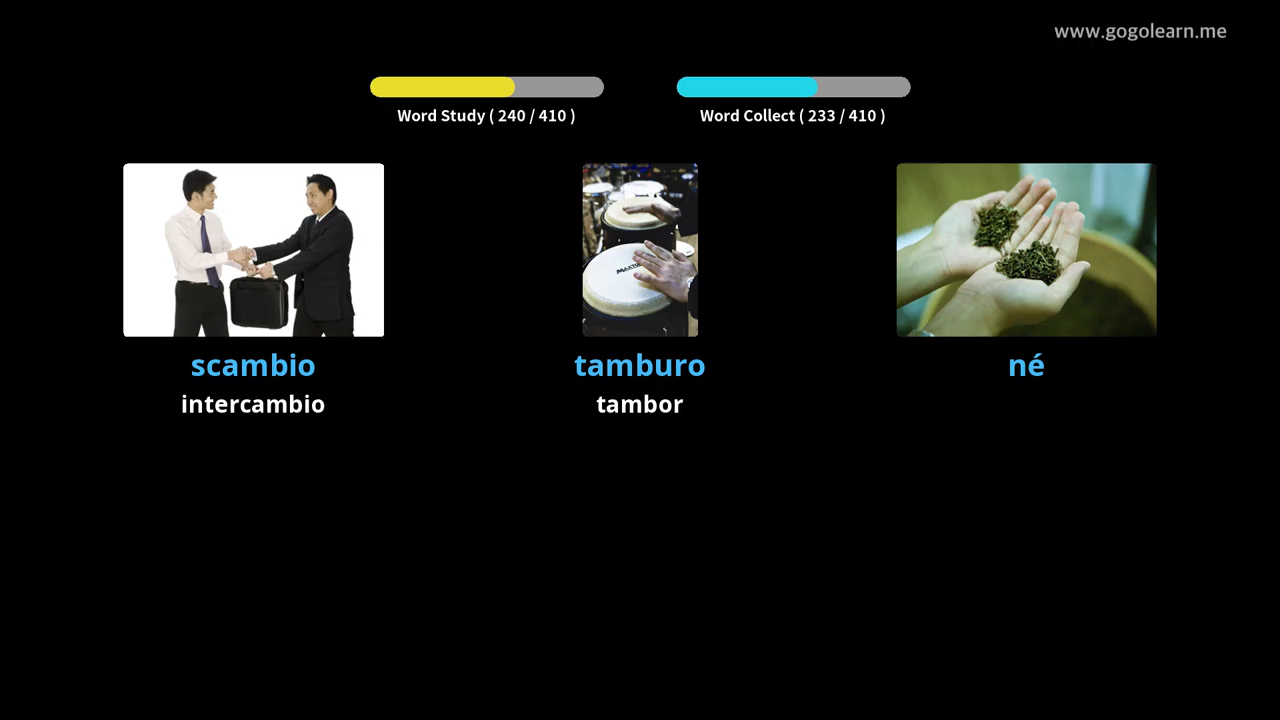 www.gogolearn.me
Word Study ( 240 / 410 )
Word Collect ( 233 / 410 )
scambio
tamburo
né
intercambio
tambor